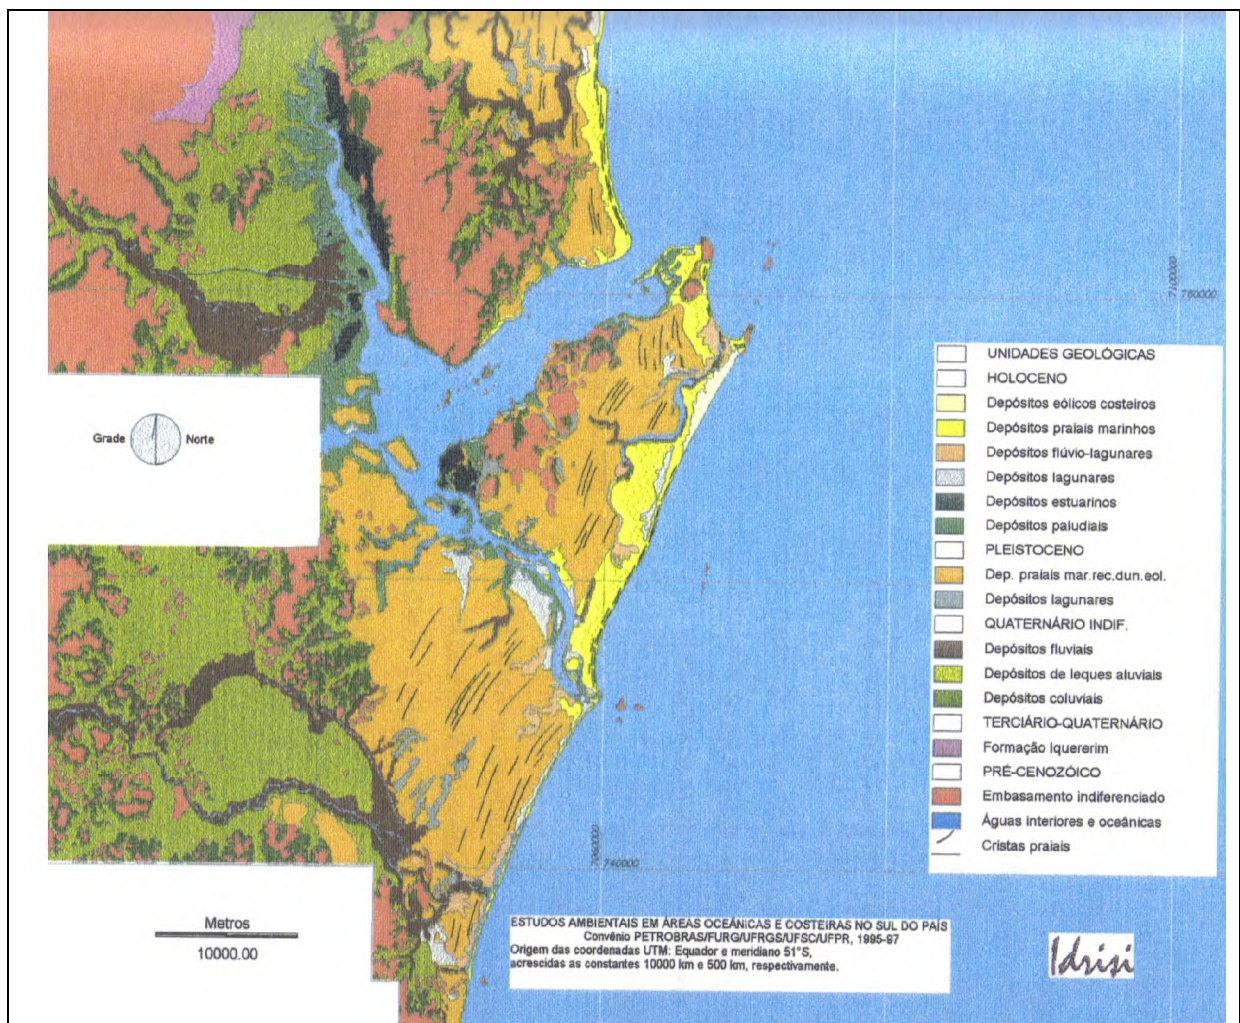 7100000
780000
UNIDADES GEOLÓGICAS
HOLOCENO
Depósitos eólicos costeiros
Depósitos praiais marinhos
Depósitos flúvio-lagunares
Depósitos lagunares
Depósitos estuarinos
Depósitos paludiais
PLEISTOCENO
Dep. praiais mar.rec.dun.eol.
Depósitos lagunares
QUATERNÁRIO INDIF.
Depósitos fluviais
Depósitos de leques aluviais
Depósitos coluviais
TERCIÁRIO-QUATERNÁRIO
Formação Iquererim
PRÉ-CENOZÓICO
Embasamento indiferenciado
Águas interiores e oceânicas
Cristas praiais
Grade Norte
7060000
740000
Metros
10000.00
ESTUDOS AMBIENTAIS EM ÁREAS OCEÂNICAS E COSTEIRAS NO SUL DO PAÍS
Convênio PETROBRAS/FURG/UFRGS/UFSC/UFPR, 1995-97
Origem das coordenadas UTM: Equador e meridiano 51°S,
acrescidas as constantes 10000 km e 500 km, respectivamente.
Idrisi